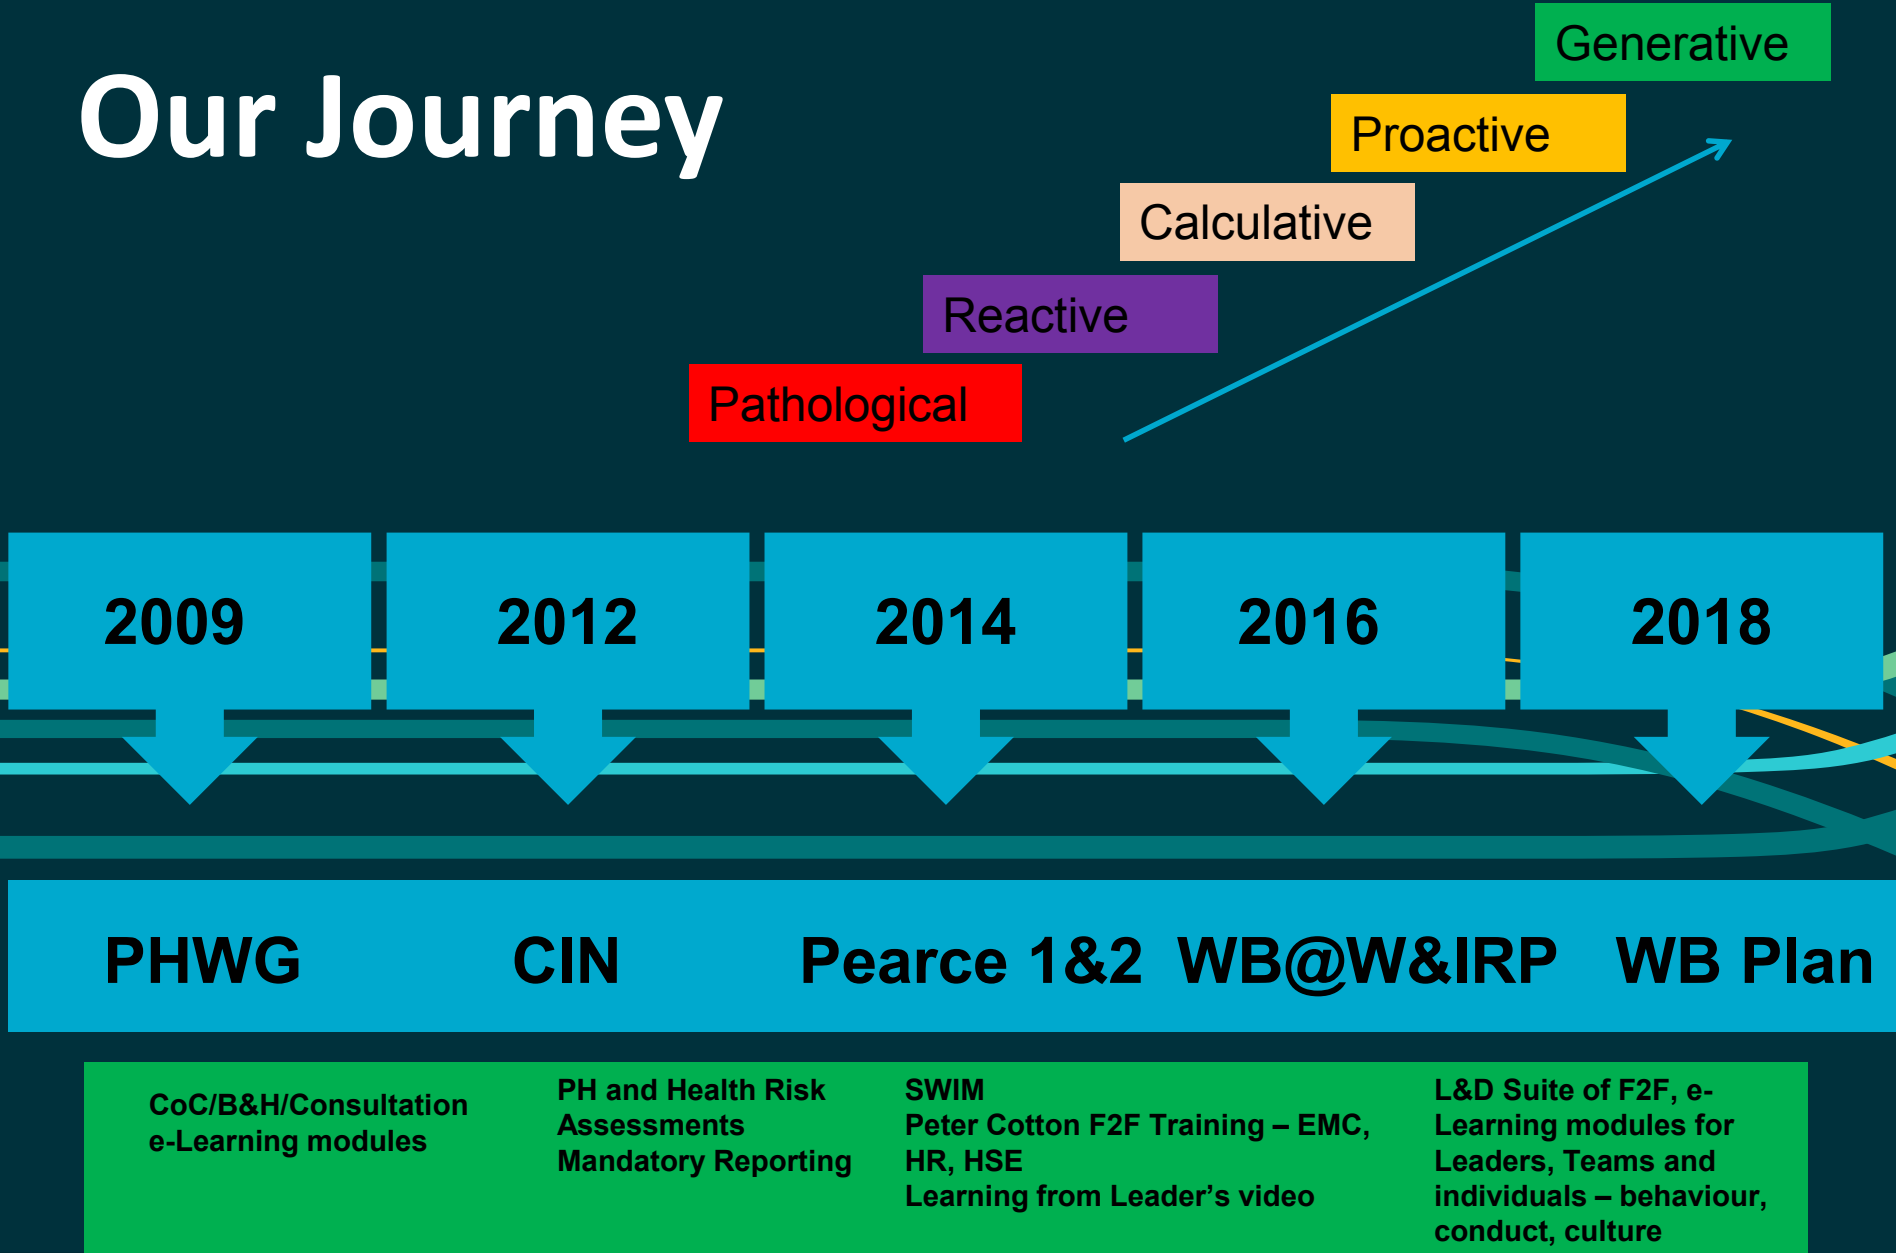 Our Journey
Generative
Proactive
Calculative
Reactive
Pathological
2009
2012
2014
2016
2018
PHWG
CIN
Pearce 1&2
WB@W&IRP
WB Plan
CoC/B&H/Consultation
e-Learning modules
PH and Health Risk
Assessments
Mandatory Reporting
SWIM
Peter Cotton F2F Training – EMC,
HR, HSE
Learning from Leader’s video
L&D Suite of F2F, e-
Learning modules for
Leaders, Teams and
individuals – behaviour,
conduct, culture